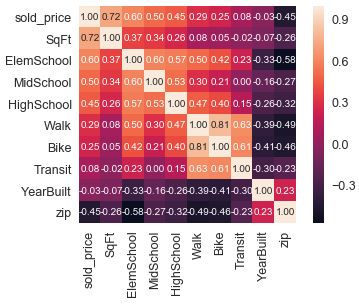 sold_price 1.00 0.72 0.60 0.50 0.45 0.29 0.25 0.08 -0.03 -0.45
SqFt 0.72 1.00 0.37 0.34 0.26 0.08 0.05 -0.02 -0.07 -0.26
ElemSchool 0.60 0.37 1.00 0.60 0.57 0.50 0.42 0.23 -0.33 -0.58
MidSchool 0.50 0.34 0.60 1.00 0.53 0.30 0.21 0.00 -0.16 -0.27
HighSchool 0.45 0.26 0.57 0.53 1.00 0.47 0.40 0.15 -0.26 -0.32
Walk 0.29 0.08 0.50 0.30 0.47 1.00 0.81 0.63 -0.39 -0.49
Bike 0.25 0.05 0.42 0.21 0.40 0.81 1.00 0.61 -0.41 -0.46
Transit 0.08 -0.02 0.23 0.00 0.15 0.63 0.61 1.00 -0.30 -0.23
YearBuilt -0.03 -0.07 -0.33 -0.16 -0.26 -0.39 -0.41 -0.30 1.00 0.23
zip -0.45 -0.26 -0.58 -0.27 -0.32 -0.49 -0.46 -0.23 0.23 1.00
sold_price SqFt ElemSchool MidSchool HighSchool Walk Bike Transit YearBuilt zip
0.9
0.6
0.3
0.0
-0.3